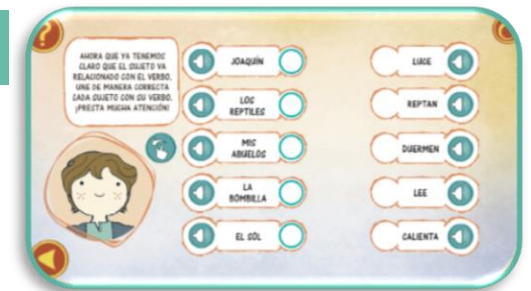 AHORA QUE YA TENEMOS
CLARO QUE EL SUJETO VA
RELACIONADO CON EL VERBO,
UNE DE MANERA CORRECTA
CADA SUJETO CON SU VERBO.
¡PRESTA MUCHA ATENCIÓN!
JOAQUÍN
LOS
REPTILES
MIS
ABUELOS
LA
BOMBILLA
EL SOL
LUCE
REPTAN
DUERMEN
LEE
CALIENTA